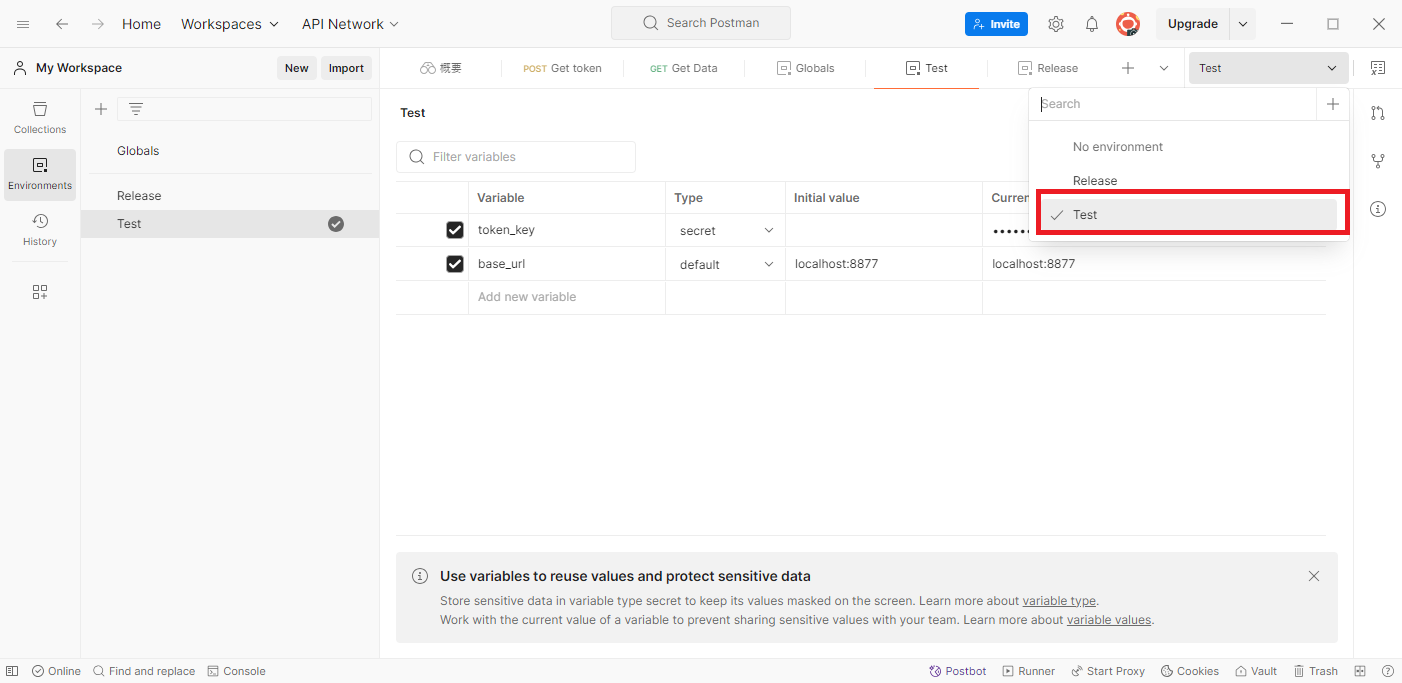 Home Workspaces API Network Search Postman Invite Upgrade
My Workspace New Import 概要 POST Get token GET Get Data Globals Test Release Test
Collections
Environments
History
Globals
Release
Test
Test
Filter variables
Variable Type Initial value Curren
token_key secret ••••••
base_url default localhost:8877 localhost:8877
Add new variable
Search
No environment
Release
Test
Use variables to reuse values and protect sensitive data
Store sensitive data in variable type secret to keep its values masked on the screen. Learn more about variable type.
Work with the current value of a variable to prevent sharing sensitive values with your team. Learn more about variable values.
Online Find and replace Console Postbot Runner Start Proxy Cookies Vault Trash